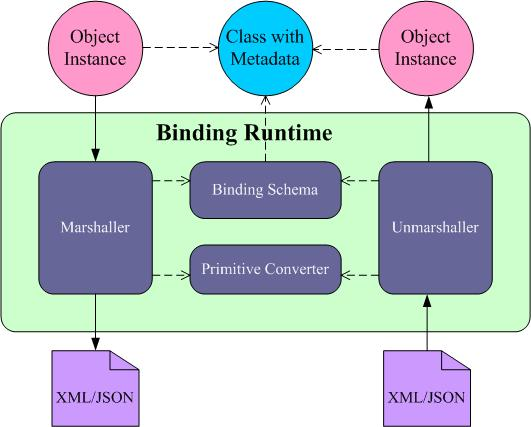 Object
Instance
Class with
Metadata
Object
Instance
Binding Runtime
Marshaller
Binding Schema
Unmarshaller
Primitive Converter
XML/JSON
XML/JSON